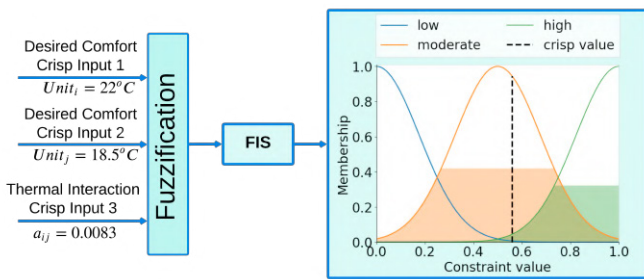 Desired Comfort
Crisp Input 1
Unit_i = 22°C
Desired Comfort
Crisp Input 2
Unit_j = 18.5°C
Thermal Interaction
Crisp Input 3
a_ij = 0.0083
Fuzzification
FIS
low
high
moderate
crisp value
Membership
1.0
0.8
0.6
0.4
0.2
0.0
0.0 0.2 0.4 0.6 0.8 1.0
Constraint value